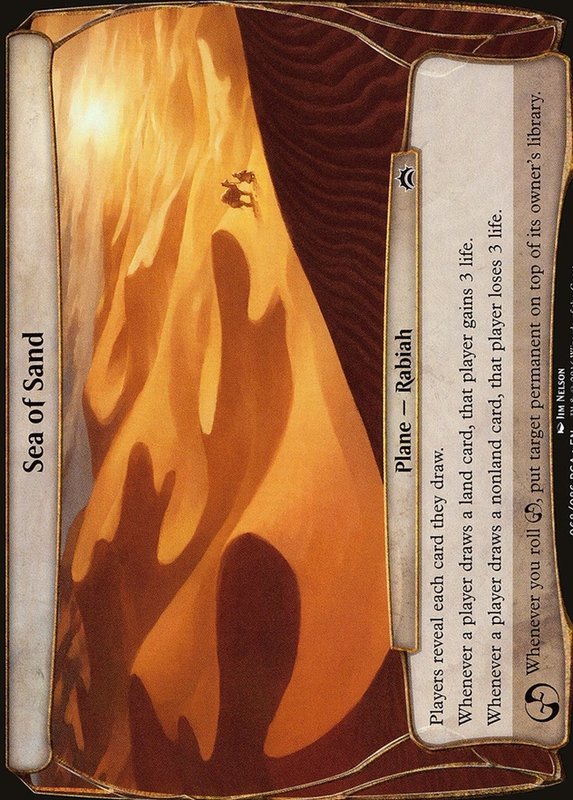 Sea of Sand
Plane — Rabiah
Players reveal each card they draw.
Whenever a player draws a land card, that player gains 3 life.
Whenever a player draws a nonland card, that player loses 3 life.
Whenever you roll , put target permanent on top of its owner's library.
Jim Nelson